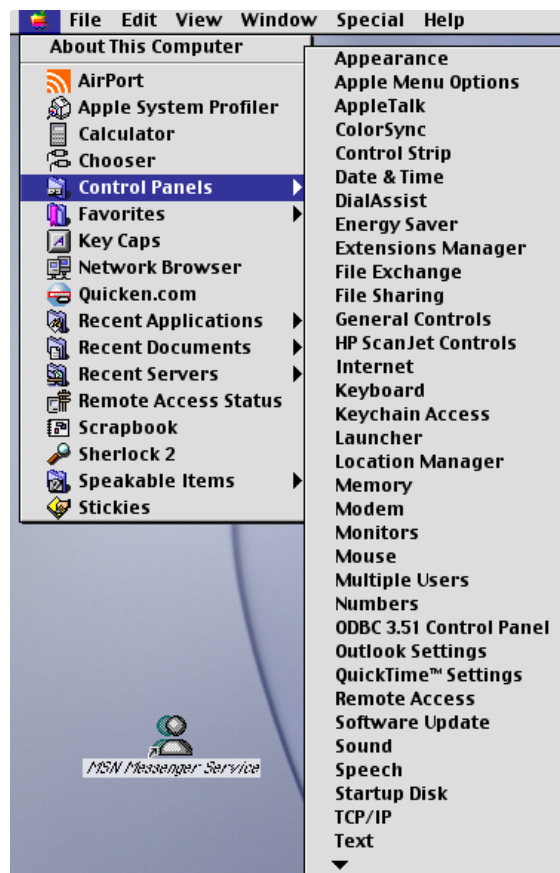 File Edit View Window Special Help
About This Computer
AirPort
Apple System Profiler
Calculator
Chooser
Control Panels
Favorites
Key Caps
Network Browser
Quicken.com
Recent Applications
Recent Documents
Recent Servers
Remote Access Status
Scrapbook
Sherlock 2
Speakable Items
Stickies
Appearance
Apple Menu Options
AppleTalk
ColorSync
Control Strip
Date & Time
DialAssist
Energy Saver
Extensions Manager
File Exchange
File Sharing
General Controls
HP ScanJet Controls
Internet
Keyboard
Keychain Access
Launcher
Location Manager
Memory
Modem
Monitors
Mouse
Multiple Users
Numbers
ODBC 3.51 Control Panel
Outlook Settings
QuickTime™ Settings
Remote Access
Software Update
Sound
Speech
Startup Disk
TCP/IP
Text
MSN Messenger Service